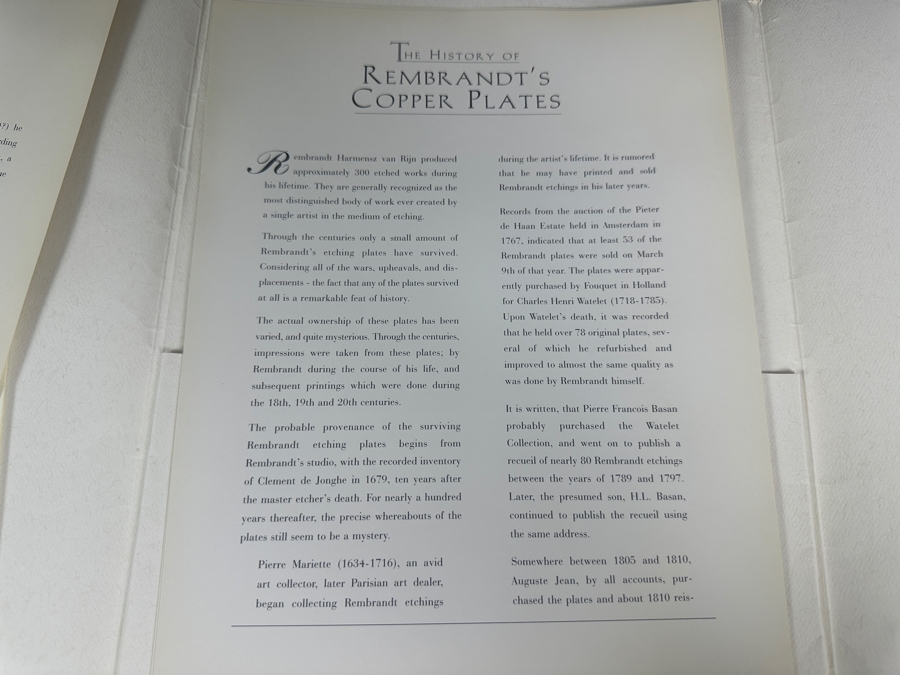 ?) he
ding
, a
ne
THE HISTORY OF
REMBRANDT'S
COPPER PLATES
Rembrandt Harmensz van Rijn produced
approximately 300 etched works during
his lifetime. They are generally recognized as the
most distinguished body of work ever created by
a single artist in the medium of etching.
Through the centuries only a small amount of
Rembrandt's etching plates have survived.
Considering all of the wars, upheavals, and dis-
placements - the fact that any of the plates survived
at all is a remarkable feat of history.
The actual ownership of these plates has been
varied, and quite mysterious. Through the centuries,
impressions were taken from these plates; by
Rembrandt during the course of his life, and
subsequent printings which were done during
the 18th, 19th and 20th centuries.
The probable provenance of the surviving
Rembrandt etching plates begins from
Rembrandt's studio, with the recorded inventory
of Clement de Jonghe in 1679, ten years after
the master etcher's death. For nearly a hundred
years thereafter, the precise whereabouts of the
plates still seem to be a mystery.
Pierre Mariette (1634-1716), an avid
art collector, later Parisian art dealer,
began collecting Rembrandt etchings
during the artist's lifetime. It is rumored
that he may have printed and sold
Rembrandt etchings in his later years.
Records from the auction of the Pieter
de Haan Estate held in Amsterdam in
1767, indicated that at least 53 of the
Rembrandt plates were sold on March
9th of that year. The plates were appar-
ently purchased by Fouquet in Holland
for Charles Henri Watelet (1718-1785).
Upon Watelet's death, it was recorded
that he held over 78 original plates, sev-
eral of which he refurbished and
improved to almost the same quality as
was done by Rembrandt himself.
It is written, that Pierre Francois Basan
probably purchased the Watelet
Collection, and went on to publish a
recueil of nearly 80 Rembrandt etchings
between the years of 1789 and 1797.
Later, the presumed son, H.L. Basan,
continued to publish the recueil using
the same address.
Somewhere between 1805 and 1810,
Auguste Jean, by all accounts, pur-
chased the plates and about 1810 reis-